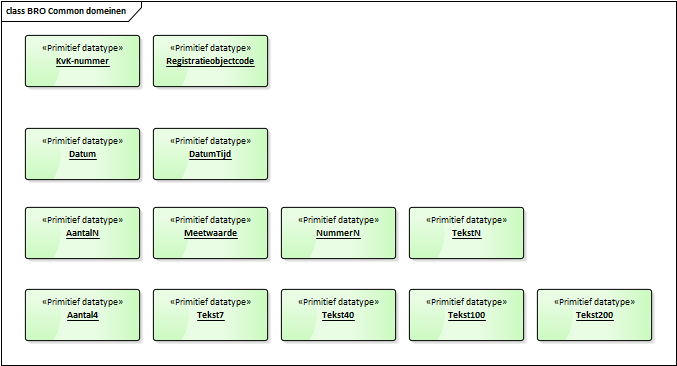 class BRO Common domeinen
«Primitief datatype»
KvK-nummer
«Primitief datatype»
Registratieobjectcode
«Primitief datatype»
Datum
«Primitief datatype»
DatumTijd
«Primitief datatype»
AantalN
«Primitief datatype»
Meetwaarde
«Primitief datatype»
NummerN
«Primitief datatype»
TekstN
«Primitief datatype»
Aantal4
«Primitief datatype»
Tekst7
«Primitief datatype»
Tekst40
«Primitief datatype»
Tekst100
«Primitief datatype»
Tekst200